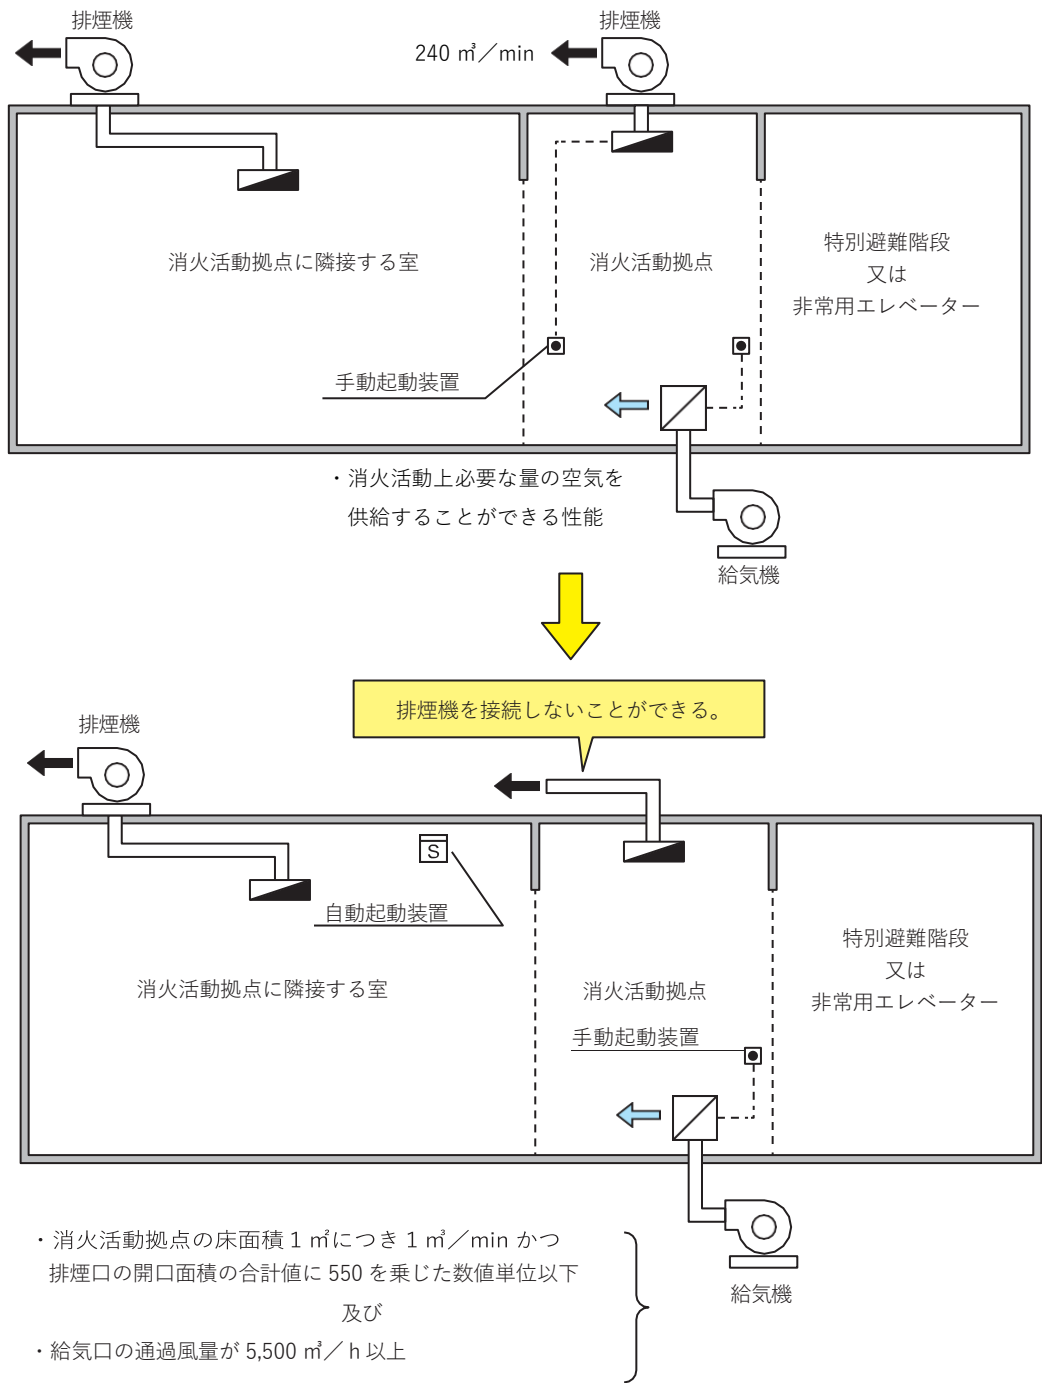 排煙機
排煙機
240 ㎥／min
消火活動拠点に隣接する室
消火活動拠点
特別避難階段
又は
非常用エレベーター
手動起動装置
・消火活動上必要な量の空気を
供給することができる性能
給気機
排煙機を接続しないことができる。
排煙機
S
自動起動装置
消火活動拠点に隣接する室
消火活動拠点
手動起動装置
特別避難階段
又は
非常用エレベーター
・消火活動拠点の床面積 1 ㎡につき 1 ㎥／min かつ
排煙口の開口面積の合計値に 550 を乗じた数値単位以下
及び
・給気口の通過風量が 5,500 ㎥／ h 以上
給気機